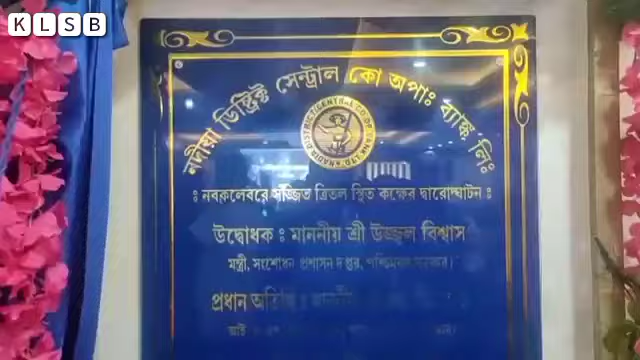 KLSB
নদীয়া ডিস্ট্রিক্ট সেন্ট্রাল কো অপাঃ ব্যাঙ্ক লিঃ
ঃ নবকলেবরে সজ্জিত ত্রিতল স্থিত কক্ষের দ্বারোদ্ঘাটন ঃ
উদ্বোধক ঃ মাননীয় শ্রী উজ্জ্বল বিশ্বাস
মন্ত্রী, সংশোধন প্রশাসন দপ্তর, পশ্চিমবঙ্গ সরকার।
প্রধান অতিথি ঃ